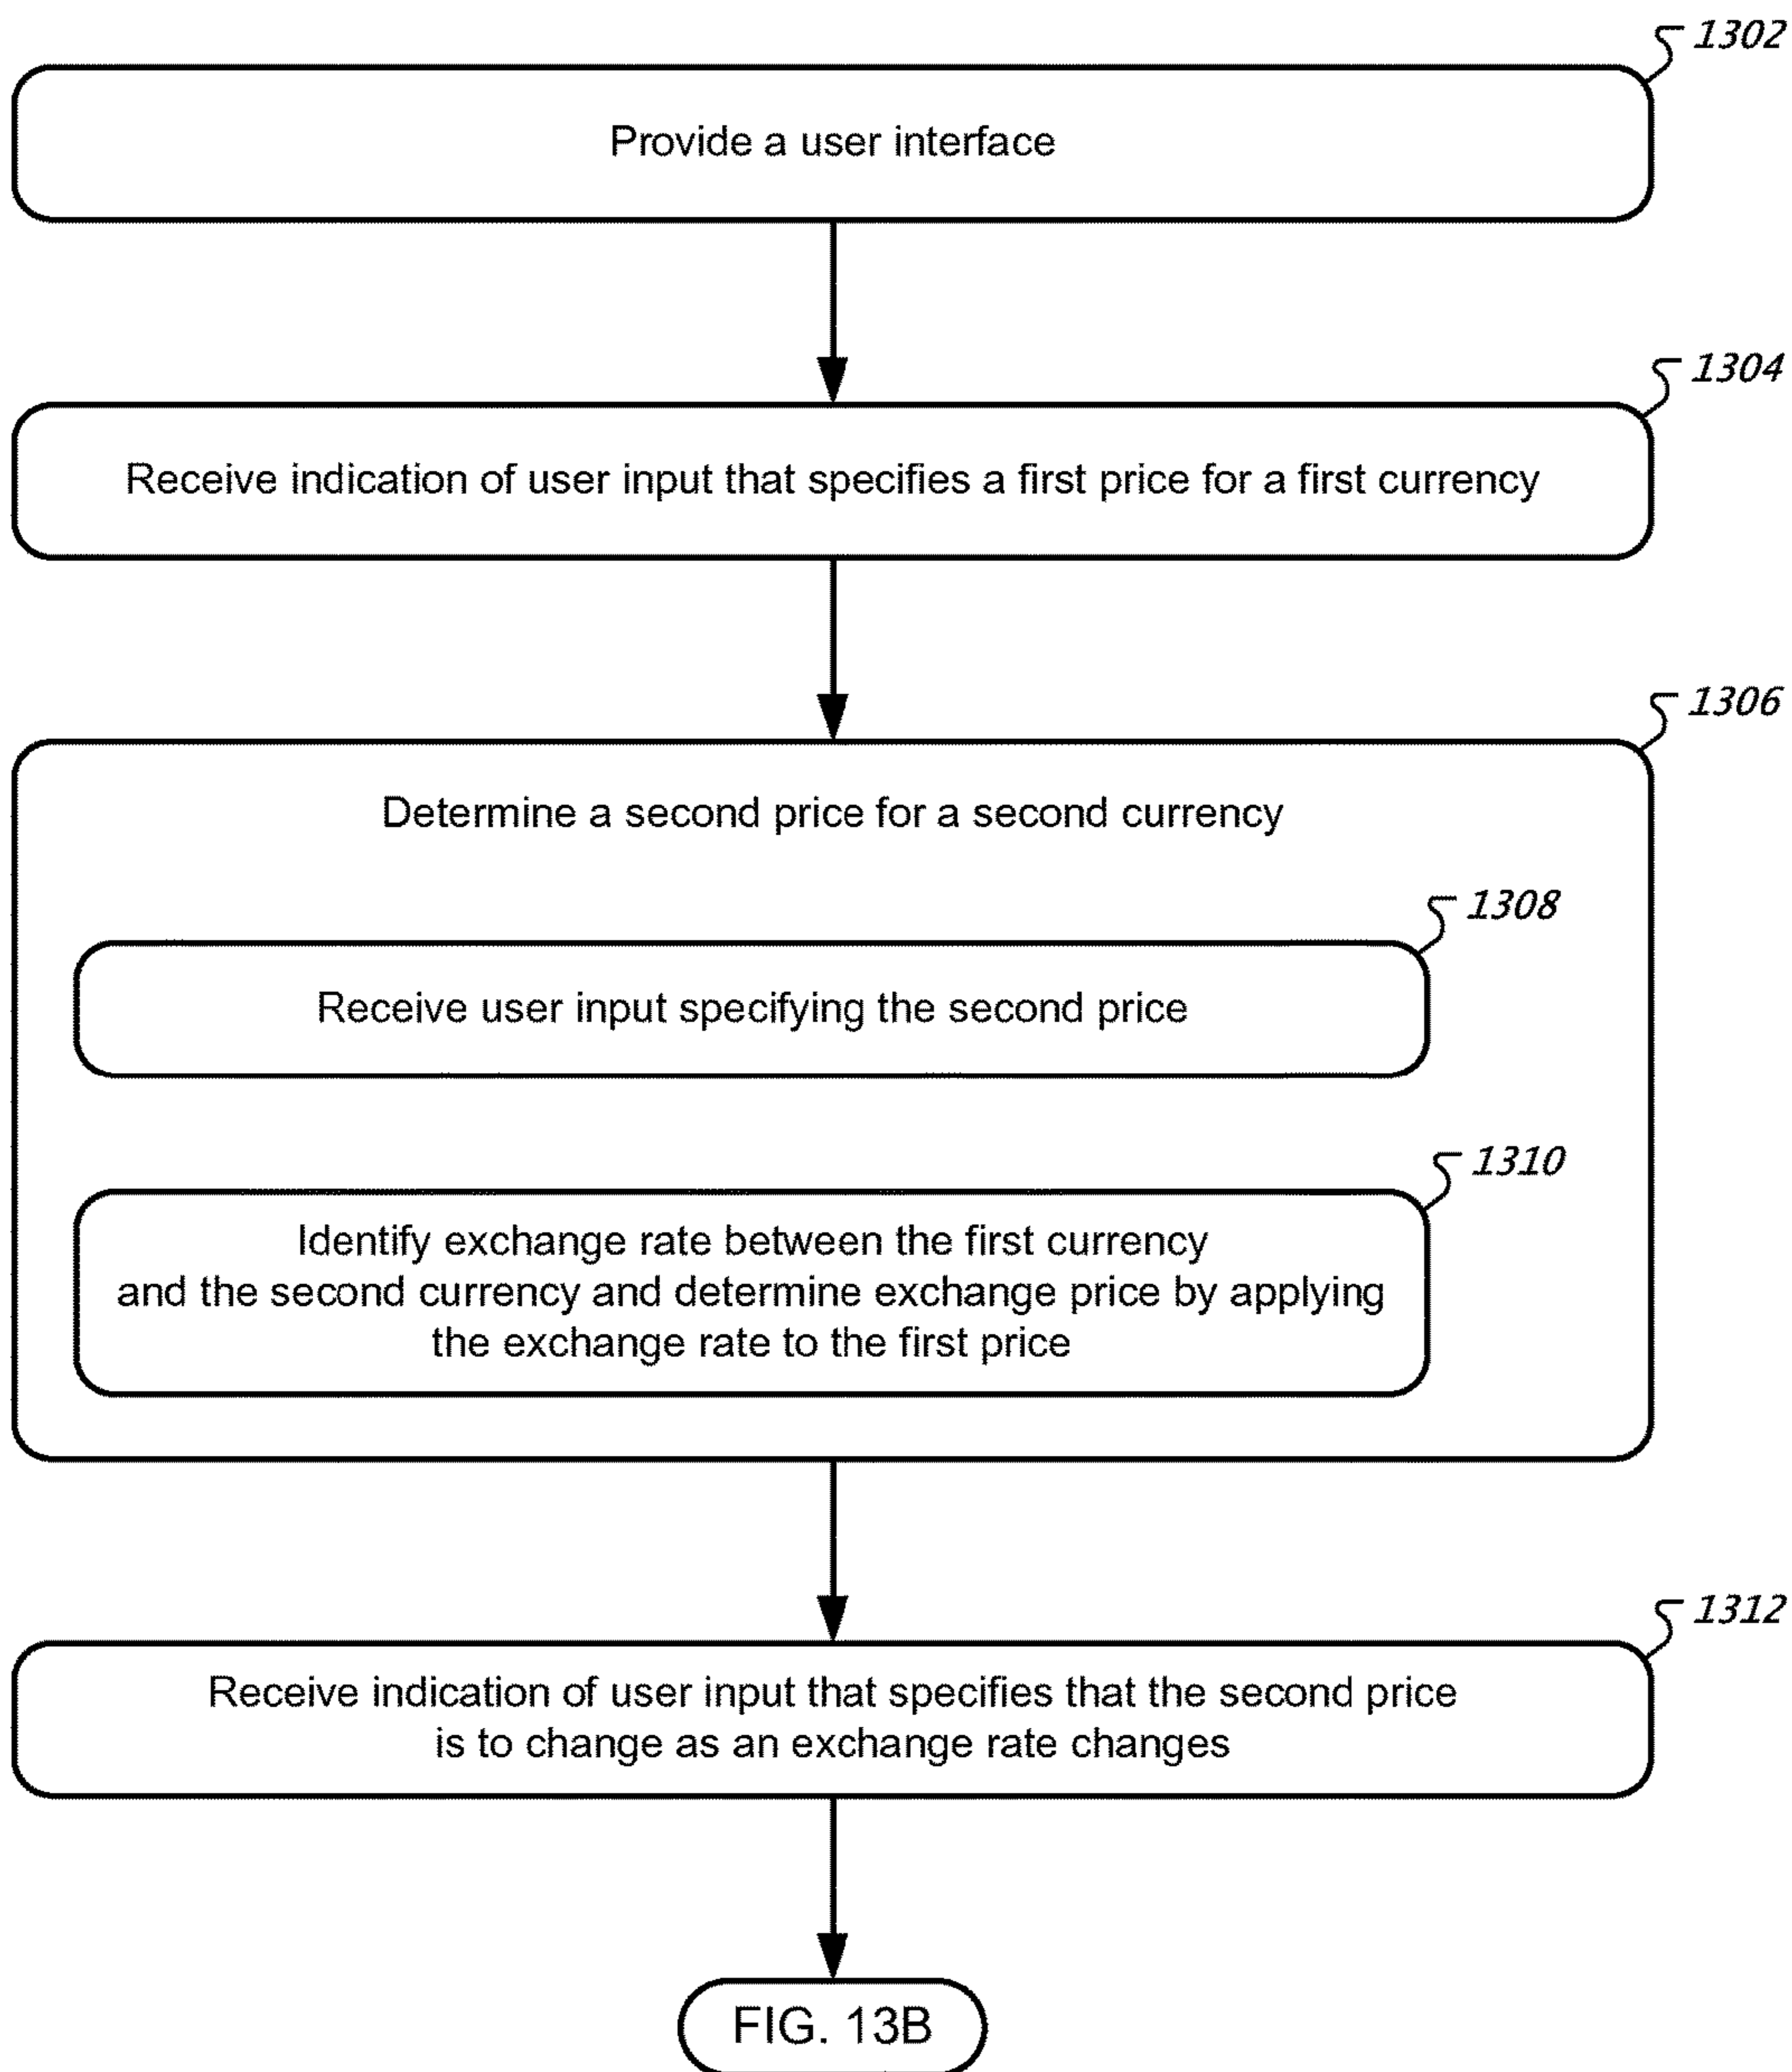 1302
Provide a user interface
1304
Receive indication of user input that specifies a first price for a first currency
1306
Determine a second price for a second currency
1308
Receive user input specifying the second price
1310
Identify exchange rate between the first currency
and the second currency and determine exchange price by applying
the exchange rate to the first price
1312
Receive indication of user input that specifies that the second price
is to change as an exchange rate changes
FIG. 13B